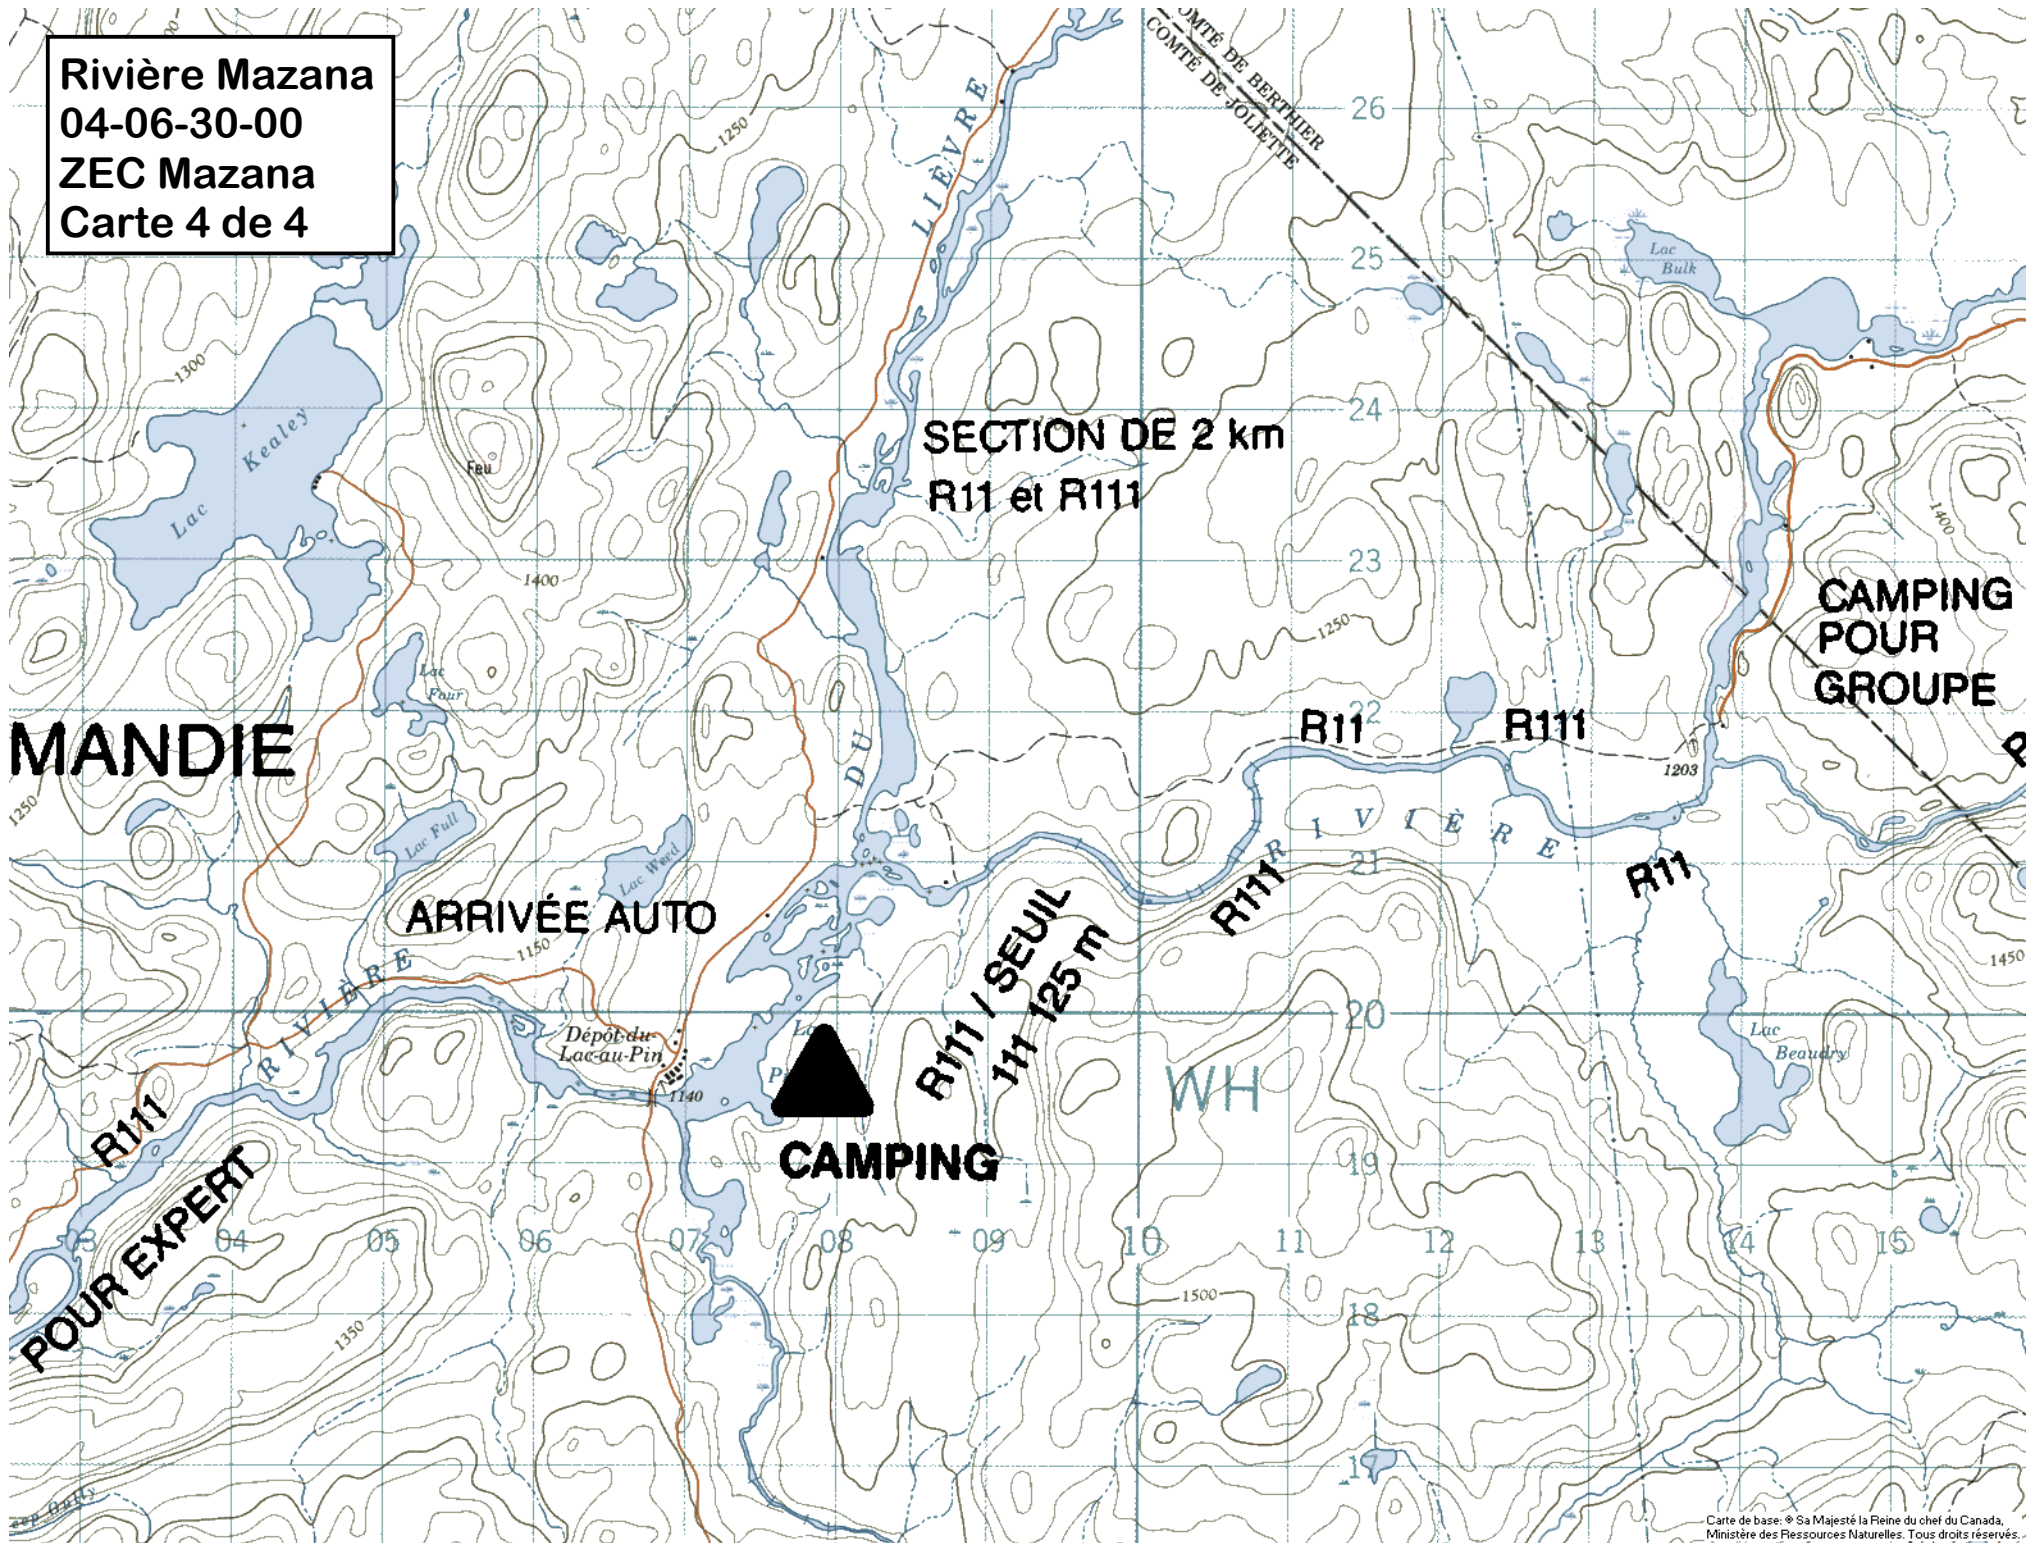 Rivière Mazana
04-06-30-00
ZEC Mazana
Carte 4 de 4
COMTÉ DE BERTHIER
COMTÉ DE JOLIETTE
26
1250
LIÈVRE
25
Lac
Bulk
1300
24
Lac Kealey
Feu
SECTION DE 2 km
R11 et R111
1400
23
1400
1250
CAMPING
POUR
GROUPE
Lac
Four
22
R11
R111
MANDIE
DU
1203
1250
Lac Full
Lac Weed
RIVIÈRE
21
R111
R11
ARRIVÉE AUTO
1150
RIVIÈRE
R111 / SEUIL
111 125 m
1450
20
Dépôt-du-
Lac-au-Pin
1140
Lac
Beaudry
WH
R111
CAMPING
19
POUR EXPERT
04
05
06
07
08
09
10
11
12
13
14
15
1500
18
1350
17
Carte de base: © Sa Majesté la Reine du chef du Canada,
Ministère des Ressources Naturelles. Tous droits réservés.